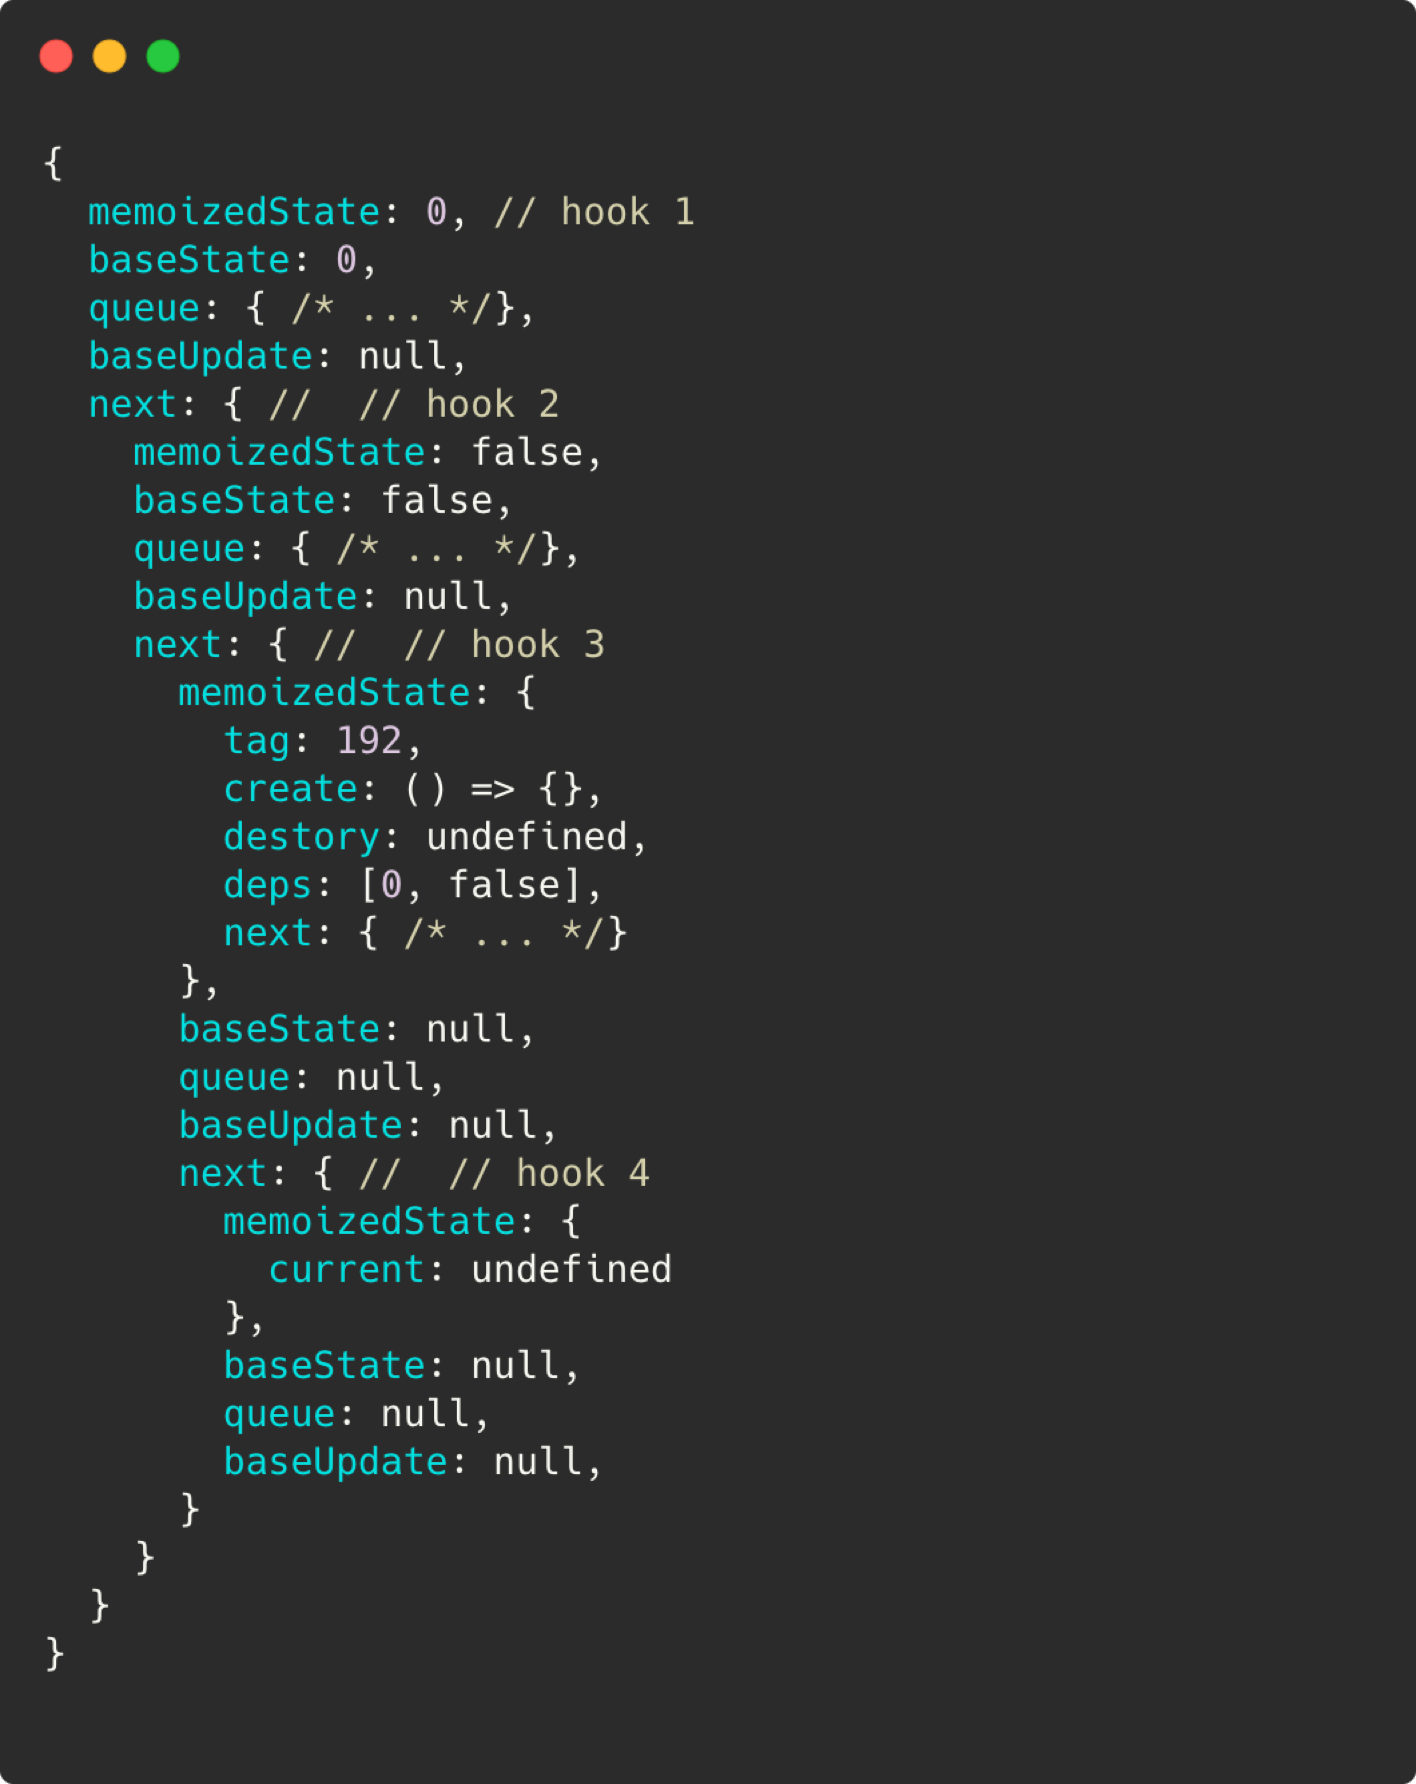 {
  memoizedState: 0, // hook 1
  baseState: 0,
  queue: { /* ... */},
  baseUpdate: null,
  next: { //  // hook 2
    memoizedState: false,
    baseState: false,
    queue: { /* ... */},
    baseUpdate: null,
    next: { //  // hook 3
      memoizedState: {
        tag: 192,
        create: () => {},
        destory: undefined,
        deps: [0, false],
        next: { /* ... */}
      },
      baseState: null,
      queue: null,
      baseUpdate: null,
      next: { //  // hook 4
        memoizedState: {
          current: undefined
        },
        baseState: null,
        queue: null,
        baseUpdate: null,
      }
    }
  }
}